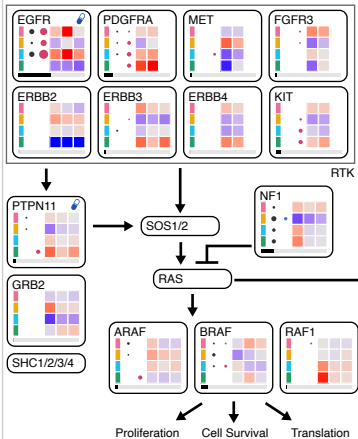 EGFR PDGFRA MET FGFR3
ERBB2 ERBB3 ERBB4 KIT
RTK
PTPN11
SOS1/2
NF1
RAS
GRB2
SHC1/2/3/4
ARAF BRAF RAF1
Proliferation Cell Survival Translation